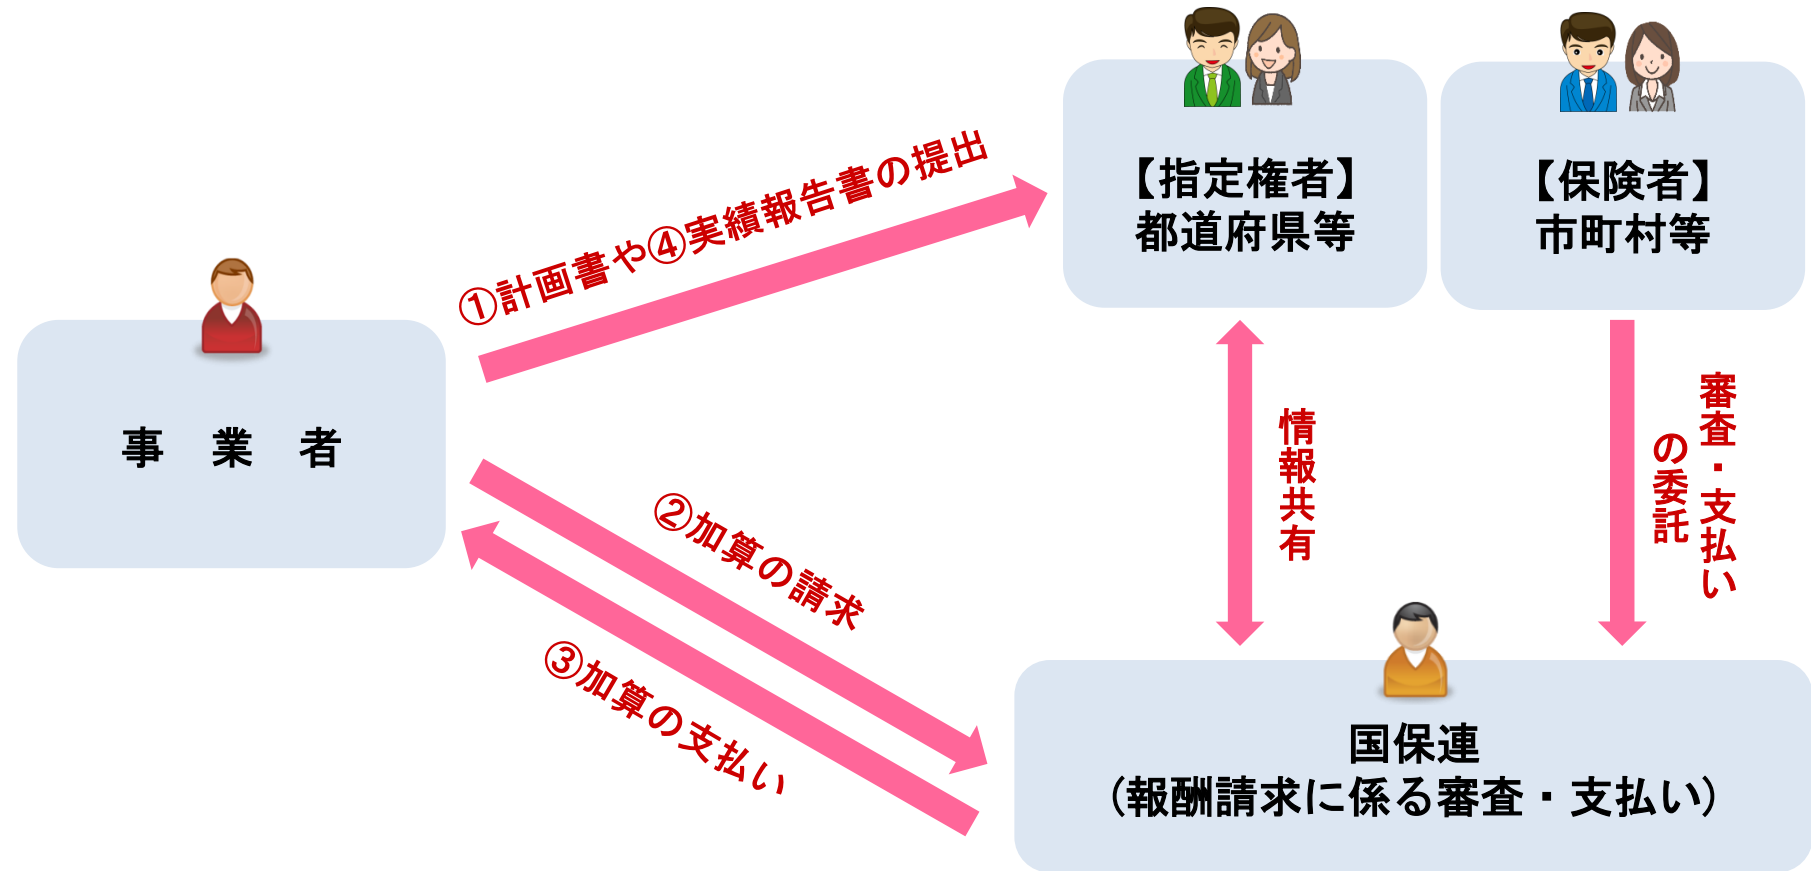 【指定権者】
都道府県等
【保険者】
市町村等
①計画書や④実績報告書の提出
事　業　者
②加算の請求
③加算の支払い
情報共有
審査・支払い
の委託
国保連
（報酬請求に係る審査・支払い）